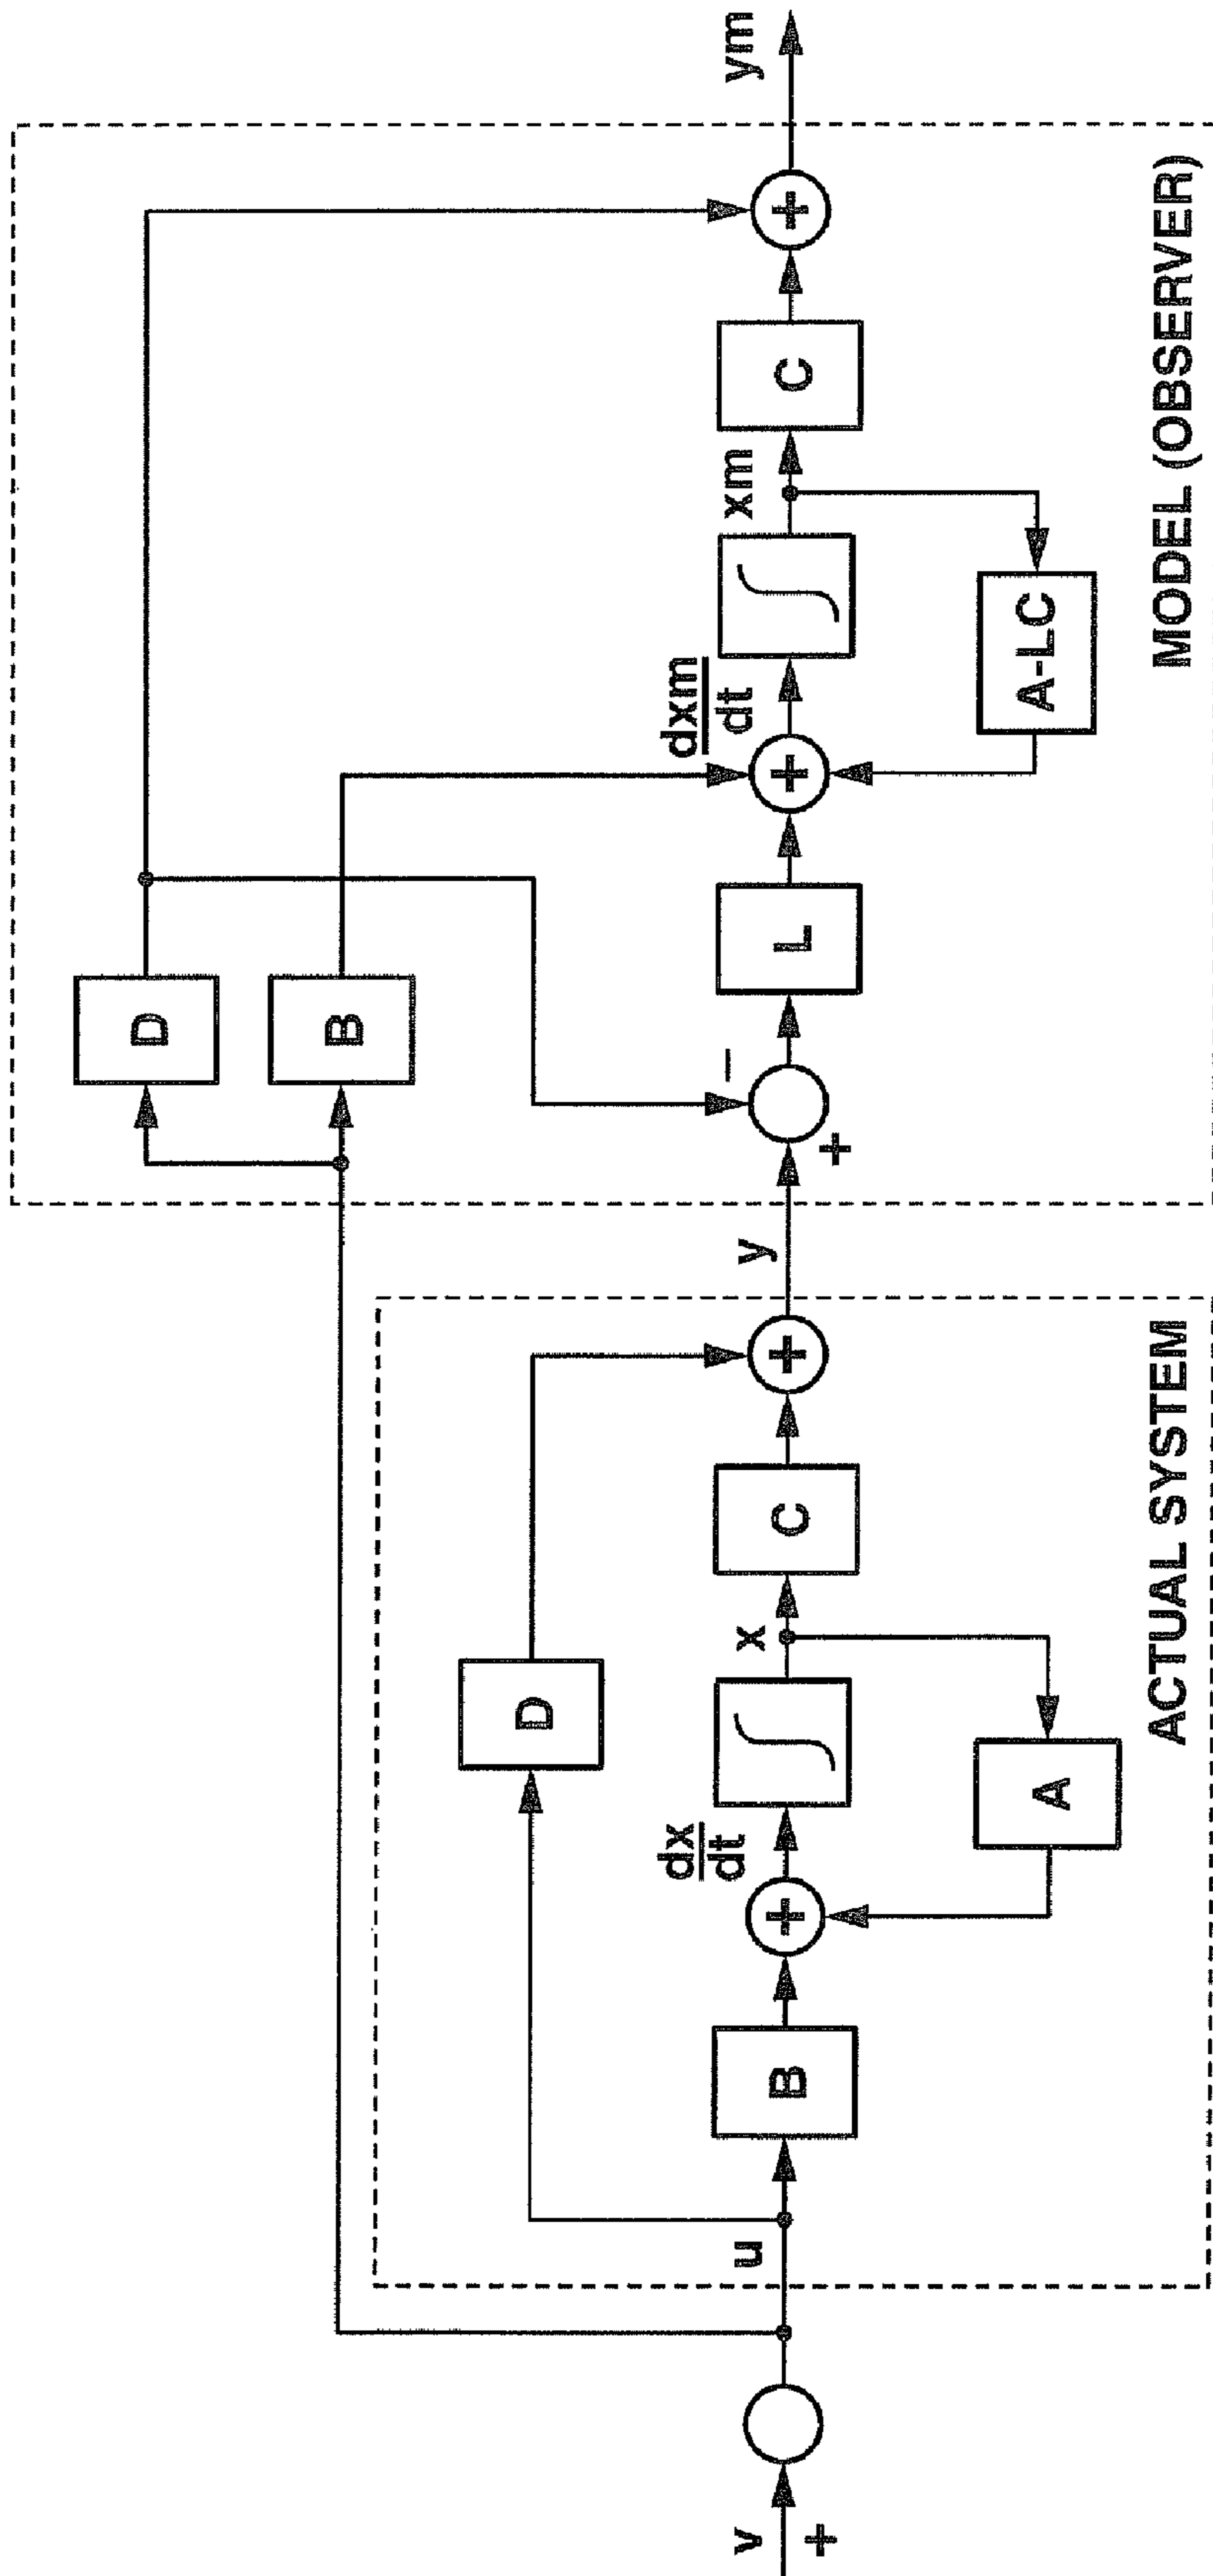 v
+
u
B
+
dx
dt
∫
x
A
C
D
+
y
ACTUAL SYSTEM
+
−
D
B
L
+
dxm
dt
∫
xm
A-LC
C
+
ym
MODEL (OBSERVER)